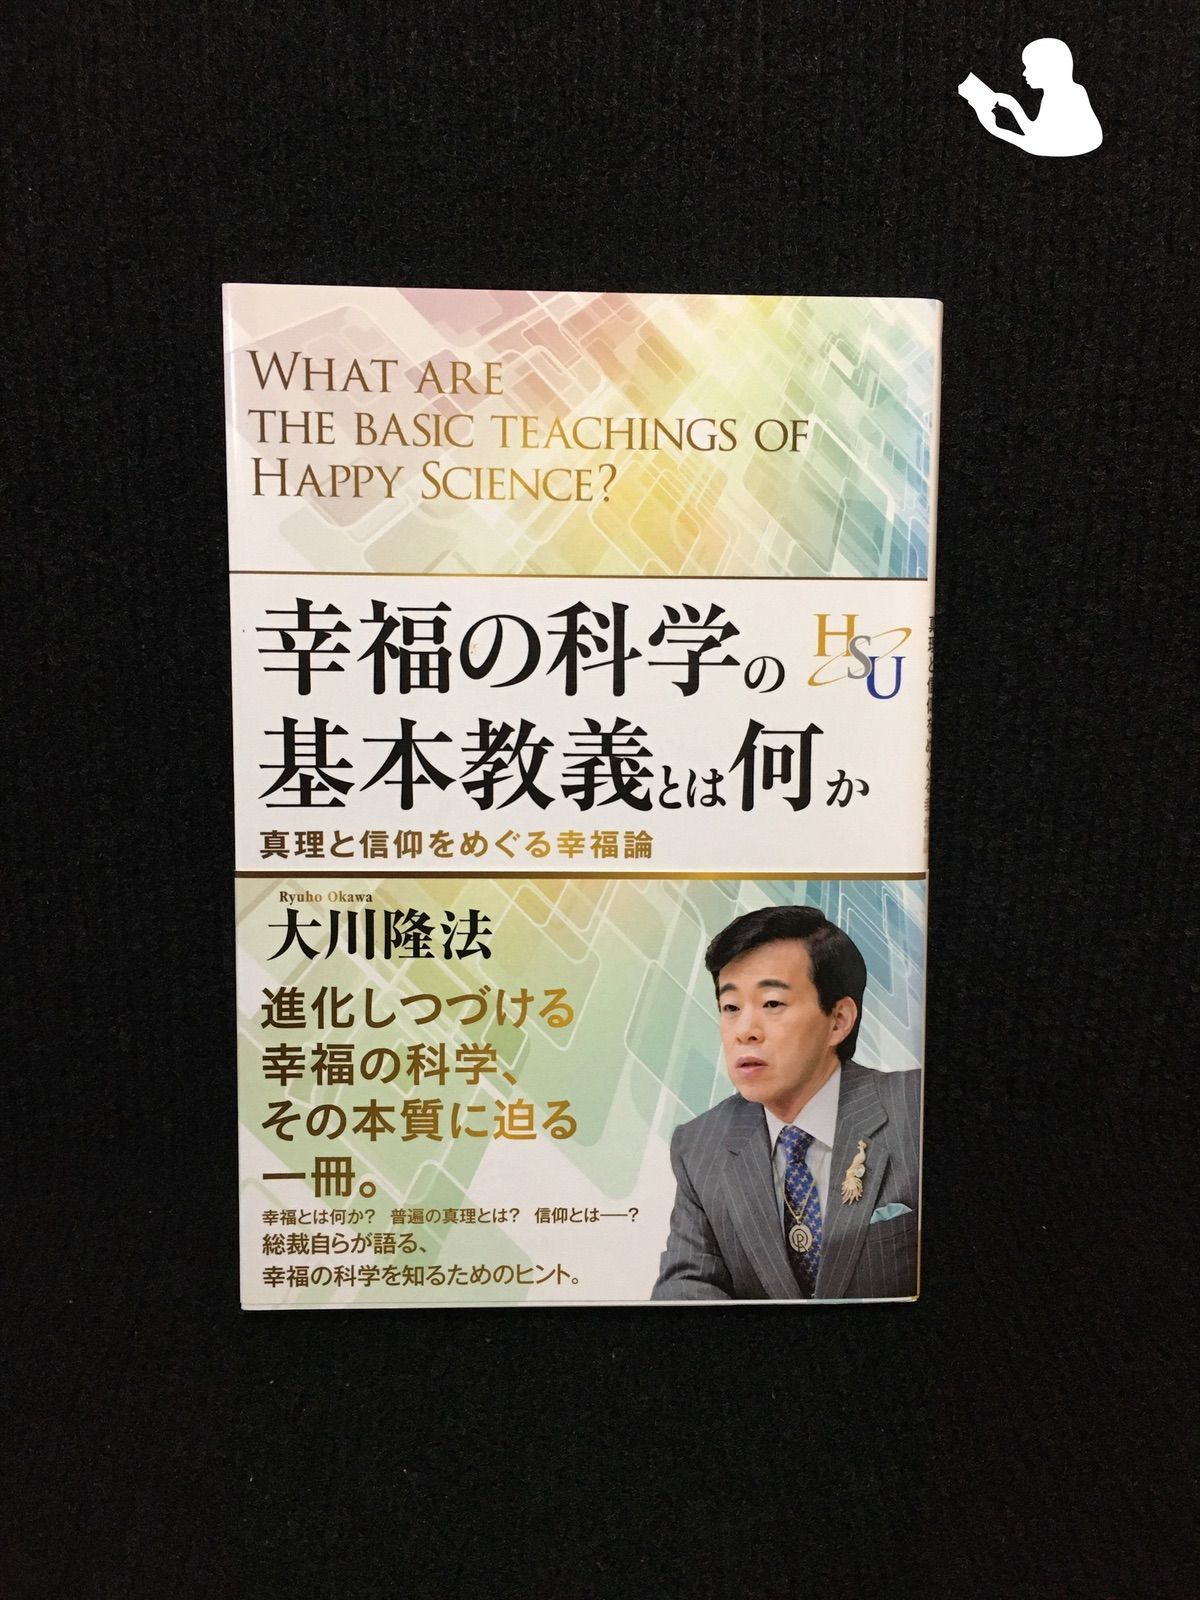 WHAT ARE
THE BASIC TEACHINGS OF
HAPPY SCIENCE?
幸福の科学の
基本教義とは何か
HSU
真理と信仰をめぐる幸福論
Ryuho Okawa
大川隆法
進化しつづける
幸福の科学、
その本質に迫る
一冊。
幸福とは何か? 普遍の真理とは? 信仰とは――?
総裁自らが語る、
幸福の科学を知るためのヒント。